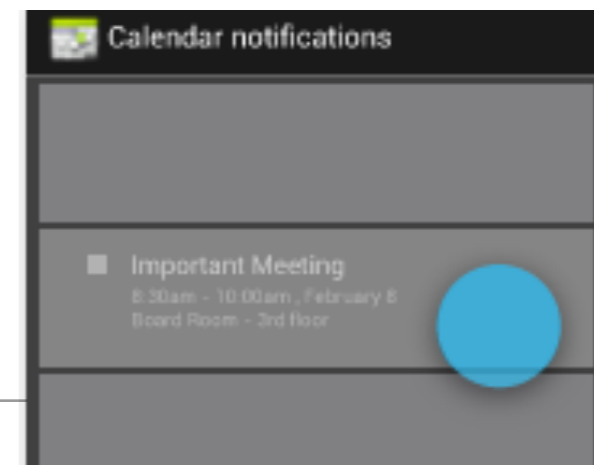 Calendar notifications
Important Meeting
8:30am - 10:00am, February 8
Board Room - 3rd floor